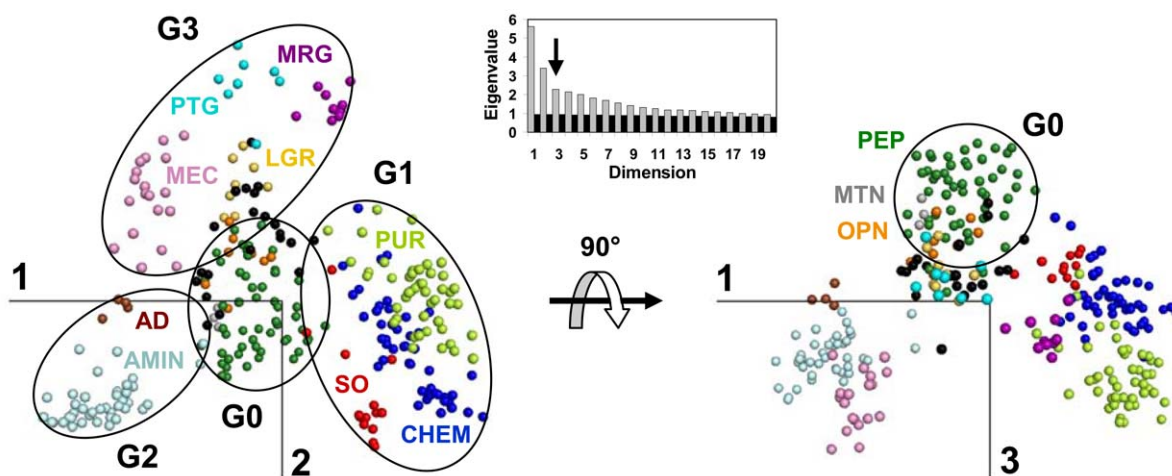 G3
MRG
PTG
LGR
MEC
G1
PUR
1
AD
AMIN
SO
G0
CHEM
G2
2
Eigenvalue
6
5
4
3
2
1
0
1 3 5 7 9 11 13 15 17 19
Dimension
90°
G0
PEP
MTN
OPN
1
3